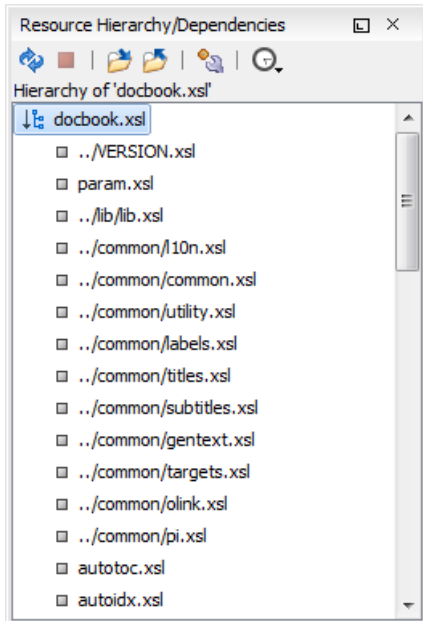 Resource Hierarchy/Dependencies
Hierarchy of 'docbook.xsl'
docbook.xsl
../VERSION.xsl
param.xsl
../lib/lib.xsl
../common/l10n.xsl
../common/common.xsl
../common/utility.xsl
../common/labels.xsl
../common/titles.xsl
../common/subtitles.xsl
../common/gentext.xsl
../common/targets.xsl
../common/olink.xsl
../common/pi.xsl
autotoc.xsl
autoidx.xsl